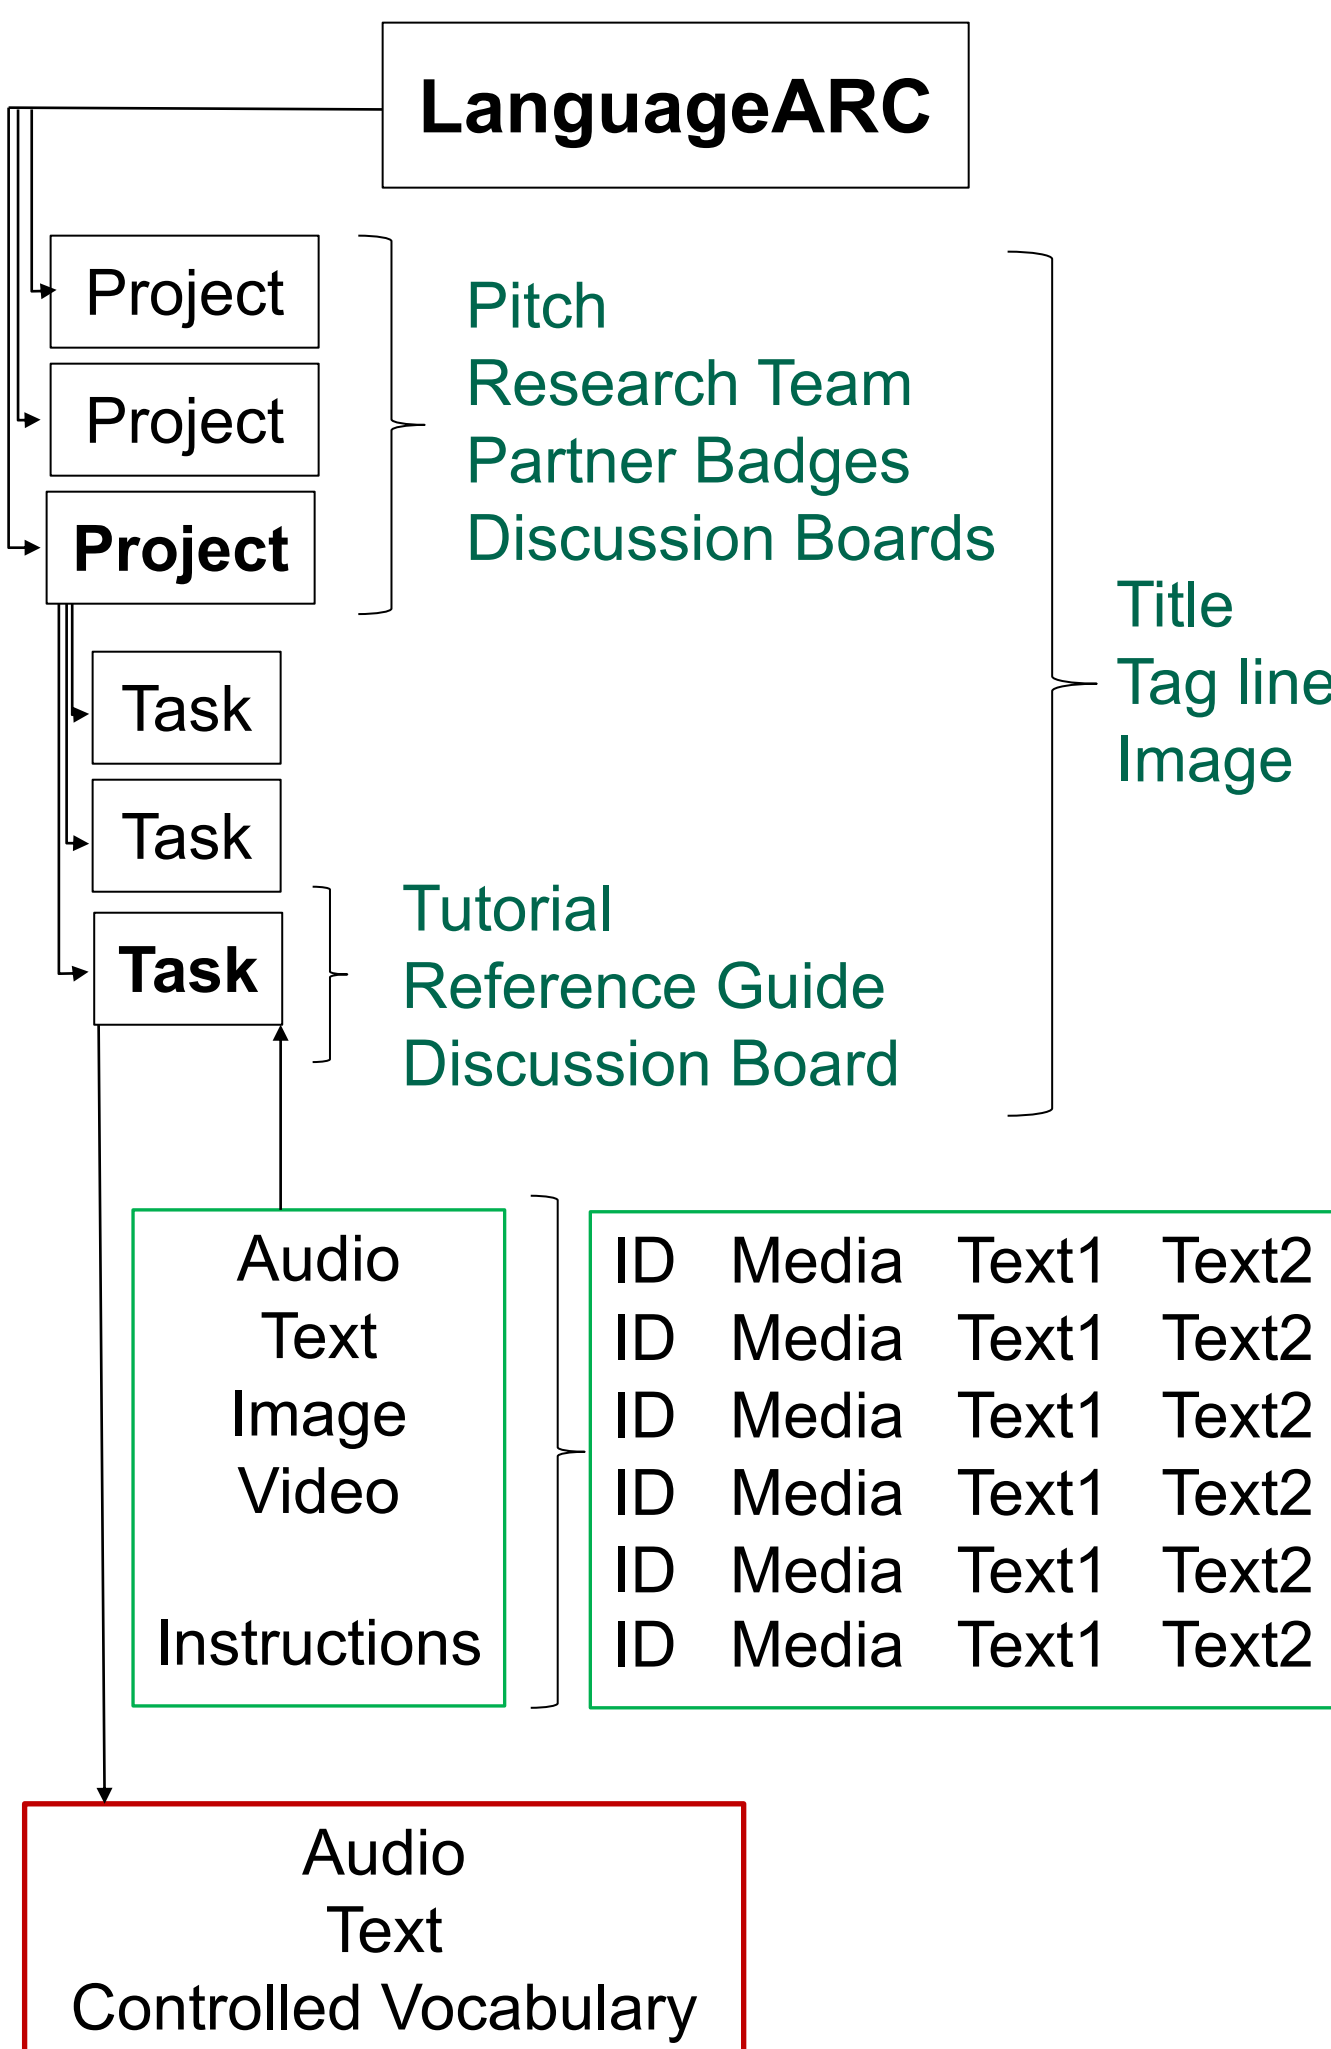 LanguageARC
Project
Project
Project
Pitch
Research Team
Partner Badges
Discussion Boards
Title
Tag line
Image
Task
Task
Task
Tutorial
Reference Guide
Discussion Board
Audio
Text
Image
Video
Instructions
ID Media Text1 Text2
ID Media Text1 Text2
ID Media Text1 Text2
ID Media Text1 Text2
ID Media Text1 Text2
ID Media Text1 Text2
Audio
Text
Controlled Vocabulary